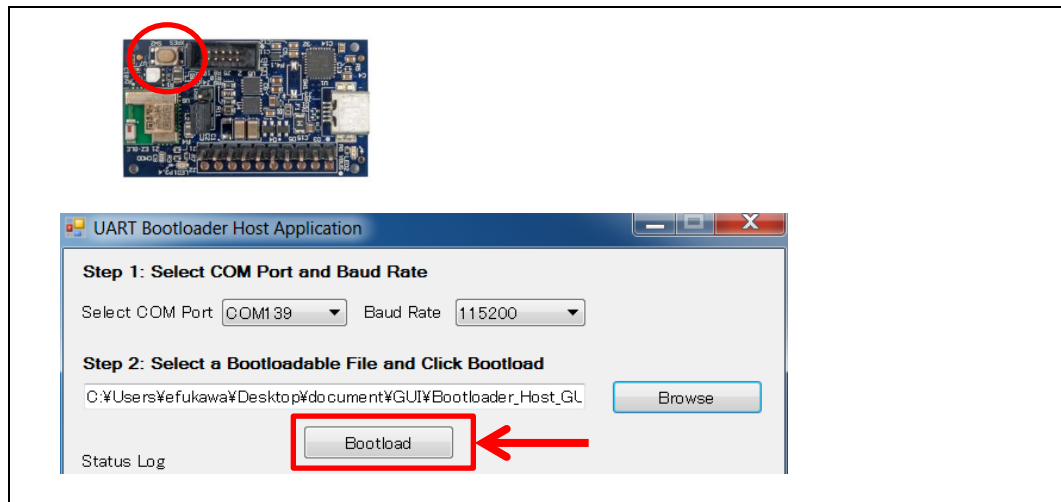 UART Bootloader Host Application
Step 1: Select COM Port and Baud Rate
Select COM Port COM139 Baud Rate 115200
Step 2: Select a Bootloadable File and Click Bootload
C:¥Users¥efukawa¥Desktop¥document¥GUI¥Bootloader_Host_GU Browse
Bootload
Status Log